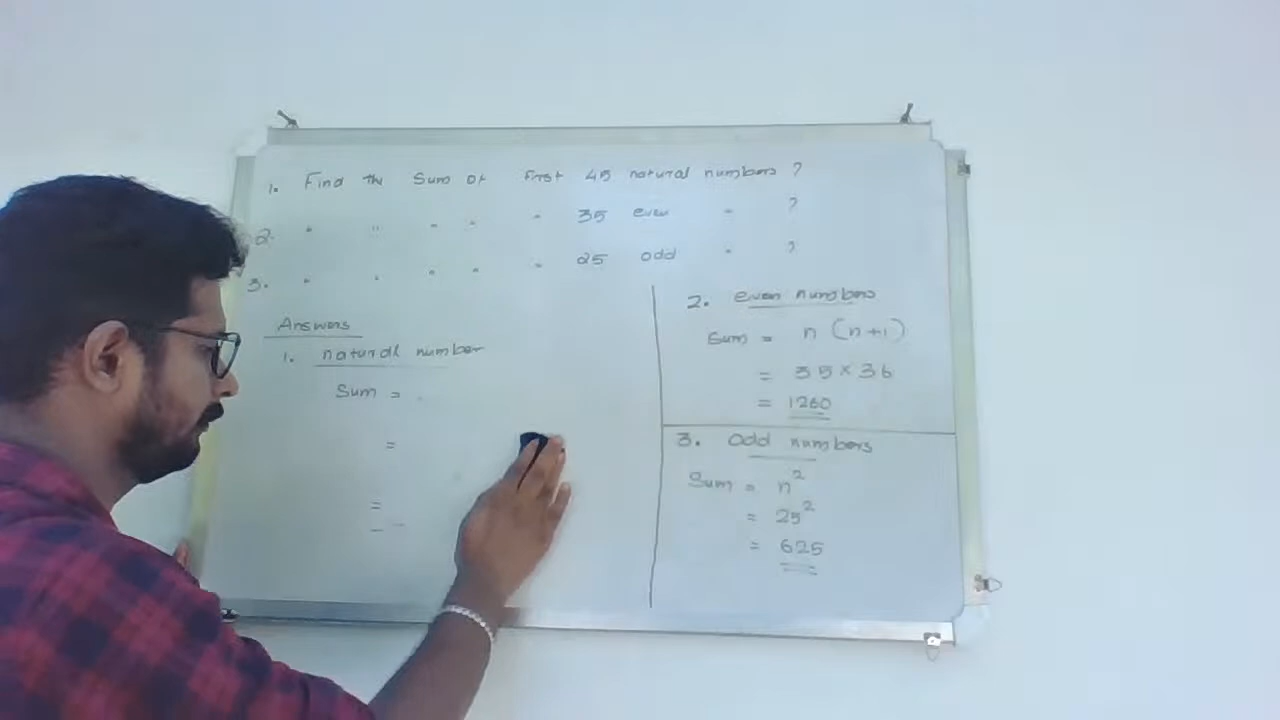 1. Find the Sum of First 45 natural numbers ?
2. " " " " " 35 even " ?
3. " " " " " 25 odd " ?
Answers
1. natural number
Sum =
=
=
2. even numbers
Sum = n (n+1)
= 35 × 36
= 1260
3. Odd numbers
Sum = n²
= 25²
= 625